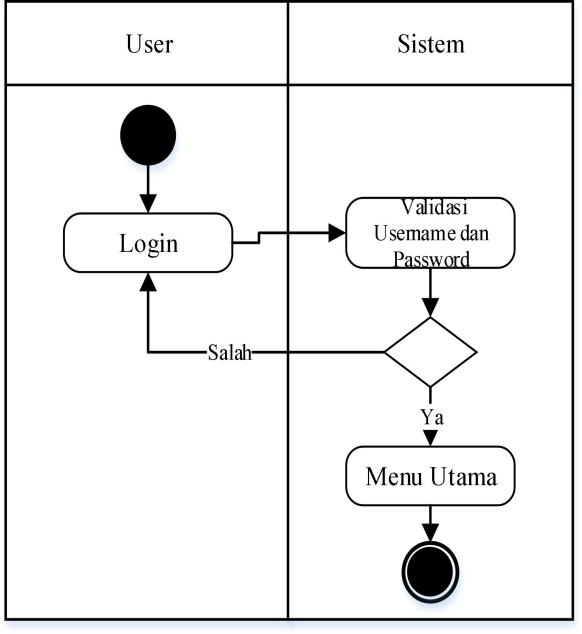 User
Sistem
Validasi
Username dan
Password
Login
Salah
Ya
Menu Utama